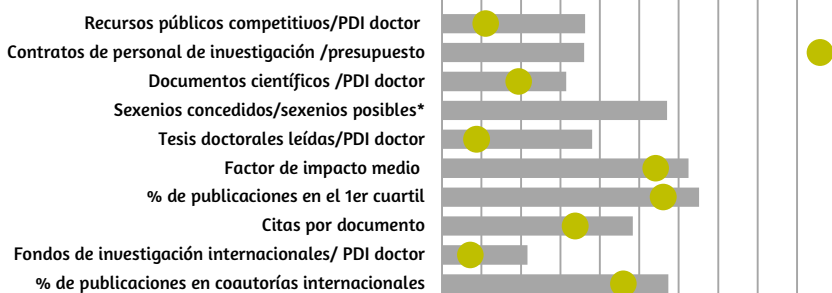 Recursos públicos competitivos/PDI doctor
Contratos de personal de investigación /presupuesto
Documentos científicos /PDI doctor
Sexenios concedidos/sexenios posibles*
Tesis doctorales leídas/PDI doctor
Factor de impacto medio
% de publicaciones en el 1er cuartil
Citas por documento
Fondos de investigación internacionales/ PDI doctor
% de publicaciones en coautorías internacionales